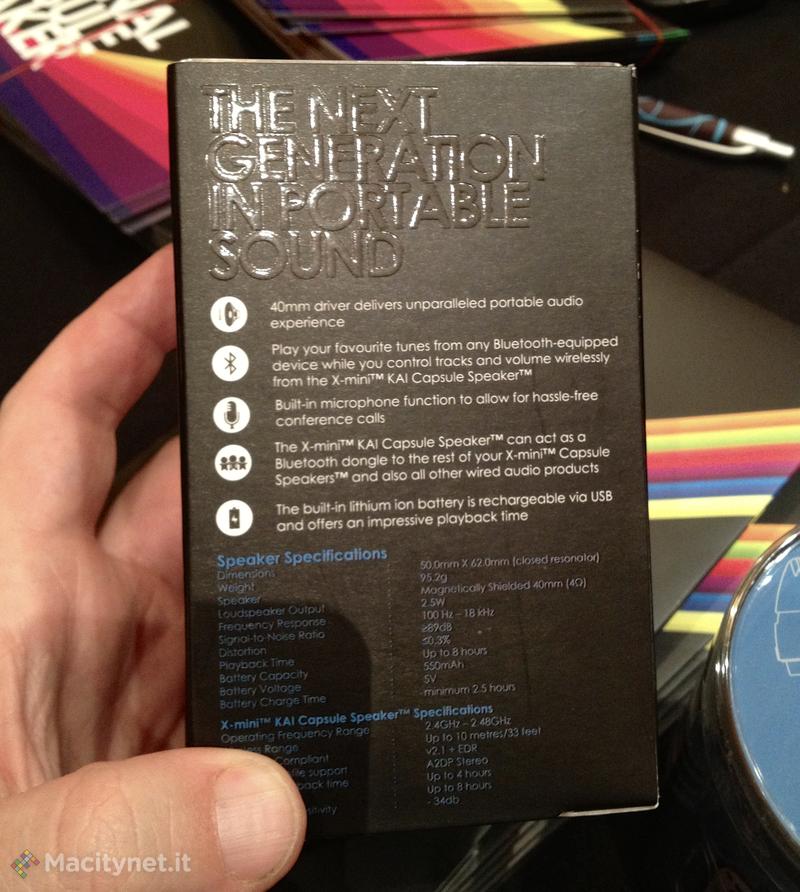 THE NEXT
GENERATION
IN PORTABLE
SOUND
40mm driver delivers unparalleled portable audio
experience
Play your favourite tunes from any Bluetooth-equipped
device while you control tracks and volume wirelessly
from the X-mini™ KAI Capsule Speaker™
Built-in microphone function to allow for hassle-free
conference calls
The X-mini™ KAI Capsule Speaker™ can act as a
Bluetooth dongle to the rest of your X-mini™ Capsule
Speakers™ and also all other wired audio products
The built-in lithium ion battery is rechargeable via USB
and offers an impressive playback time
Speaker Specifications
Dimensions 50.0mm X 62.0mm (closed resonator)
Weight 95.2g
Speaker Magnetically Shielded 40mm (4Ω)
Loudspeaker Output 2.5W
Frequency Response 100 Hz – 18 kHz
Signal-to-Noise Ratio ≥89dB
Distortion ≤0.3%
Playback Time Up to 8 hours
Battery Capacity 550mAh
Battery Voltage 5V
Battery Charge Time minimum 2.5 hours
X-mini™ KAI Capsule Speaker™ Specifications
Operating Frequency Range 2.4GHz – 2.48GHz
Range Up to 10 metres/33 feet
Compliant v2.1 + EDR
support A2DP Stereo
time Up to 4 hours
Up to 8 hours
- 34db
Macitynet.it